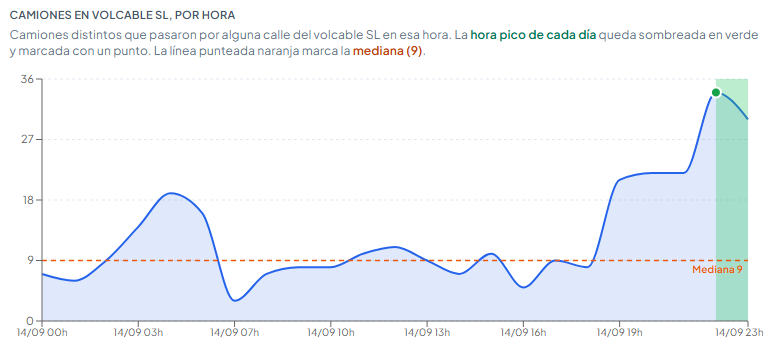 CAMIONES EN VOLCABLE SL, POR HORA
Camiones distintos que pasaron por alguna calle del volcable SL en esa hora. La hora pico de cada día queda sombreada en verde
y marcada con un punto. La línea punteada naranja marca la mediana (9).
36
27
18
9
0
Mediana 9
14/09 00h
14/09 03h
14/09 07h
14/09 10h
14/09 13h
14/09 16h
14/09 19h
14/09 23h